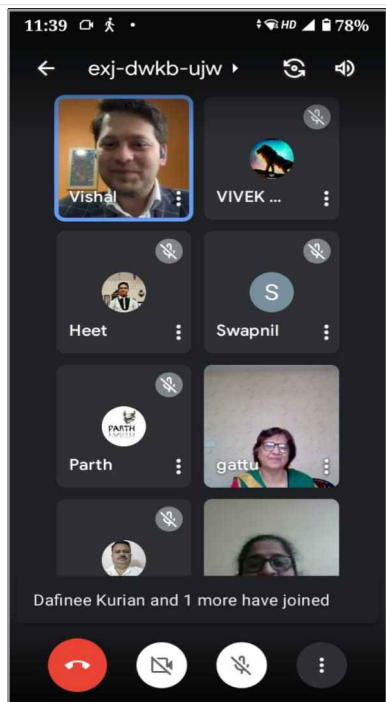 11:39 HD 78%
exj-dwkb-ujw
Vishal VIVEK ...
Heet S Swapnil
PARTH
Parth gattu
Dafinee Kurian and 1 more have joined